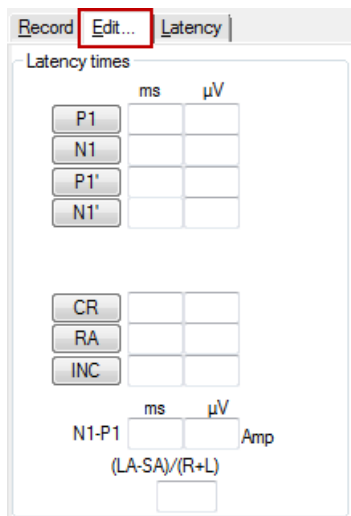 Record Edit... Latency
Latency times
ms µV
P1
N1
P1'
N1'
CR
RA
INC
ms µV
N1-P1 Amp
(LA-SA)/(R+L)